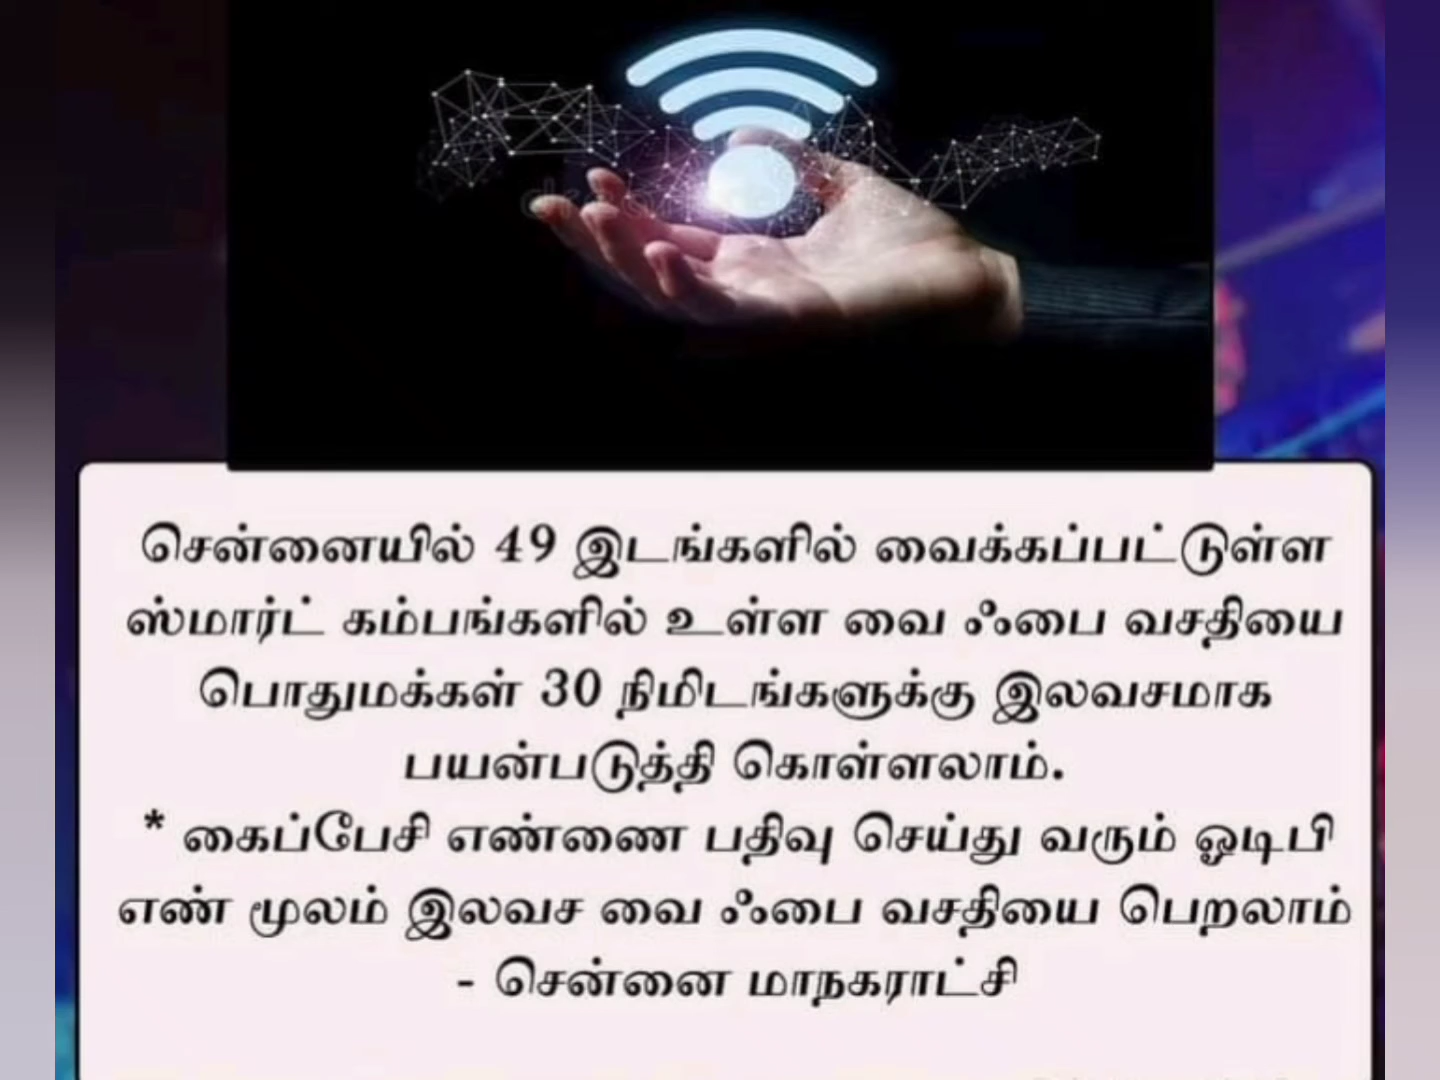 சென்னையில் 49 இடங்களில் வைக்கப்பட்டுள்ள
ஸ்மார்ட் கம்பங்களில் உள்ள வை ஃபை வசதியை
பொதுமக்கள் 30 நிமிடங்களுக்கு இலவசமாக
பயன்படுத்தி கொள்ளலாம்.
* கைப்பேசி எண்ணை பதிவு செய்து வரும் ஓடிபி
எண் மூலம் இலவச வை ஃபை வசதியை பெறலாம்
- சென்னை மாநகராட்சி